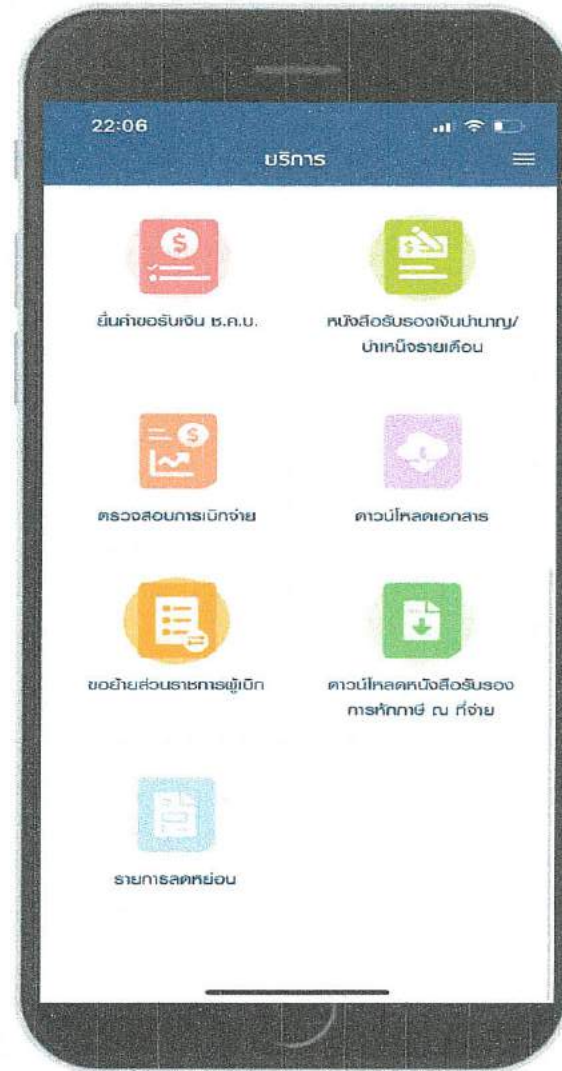 22:06
บริการ
ยื่นคำขอรับเงิน ช.ค.บ.
หนังสือรับรองเงินบำนาญ/
บำเหน็จรายเดือน
ตรวจสอบการเบิกจ่าย
ดาวน์โหลดเอกสาร
ขอย้ายส่วนราชการผู้เบิก
ดาวน์โหลดหนังสือรับรอง
การหักภาษี ณ ที่จ่าย
รายการลดหย่อน